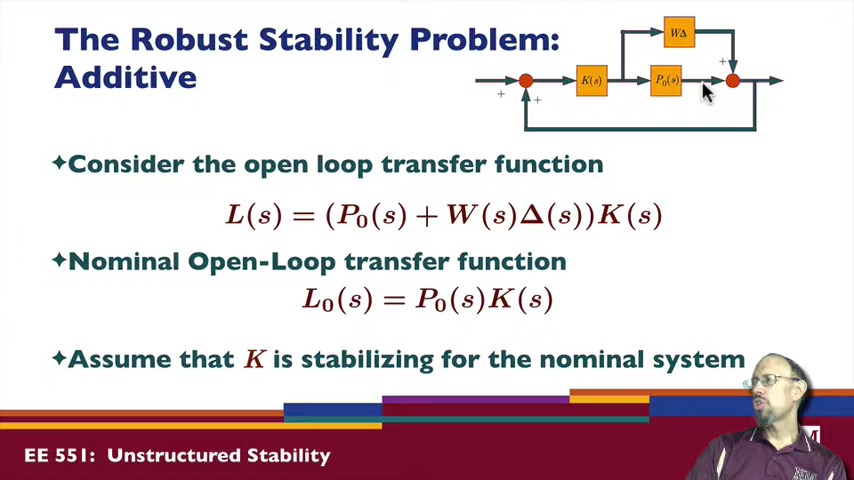 The Robust Stability Problem:
Additive
WΔ
+
K(s)
P₀(s)
+
+
✦Consider the open loop transfer function
L(s) = (P₀(s) + W(s)Δ(s))K(s)
✦Nominal Open-Loop transfer function
L₀(s) = P₀(s)K(s)
✦Assume that K is stabilizing for the nominal system
EE 551: Unstructured Stability